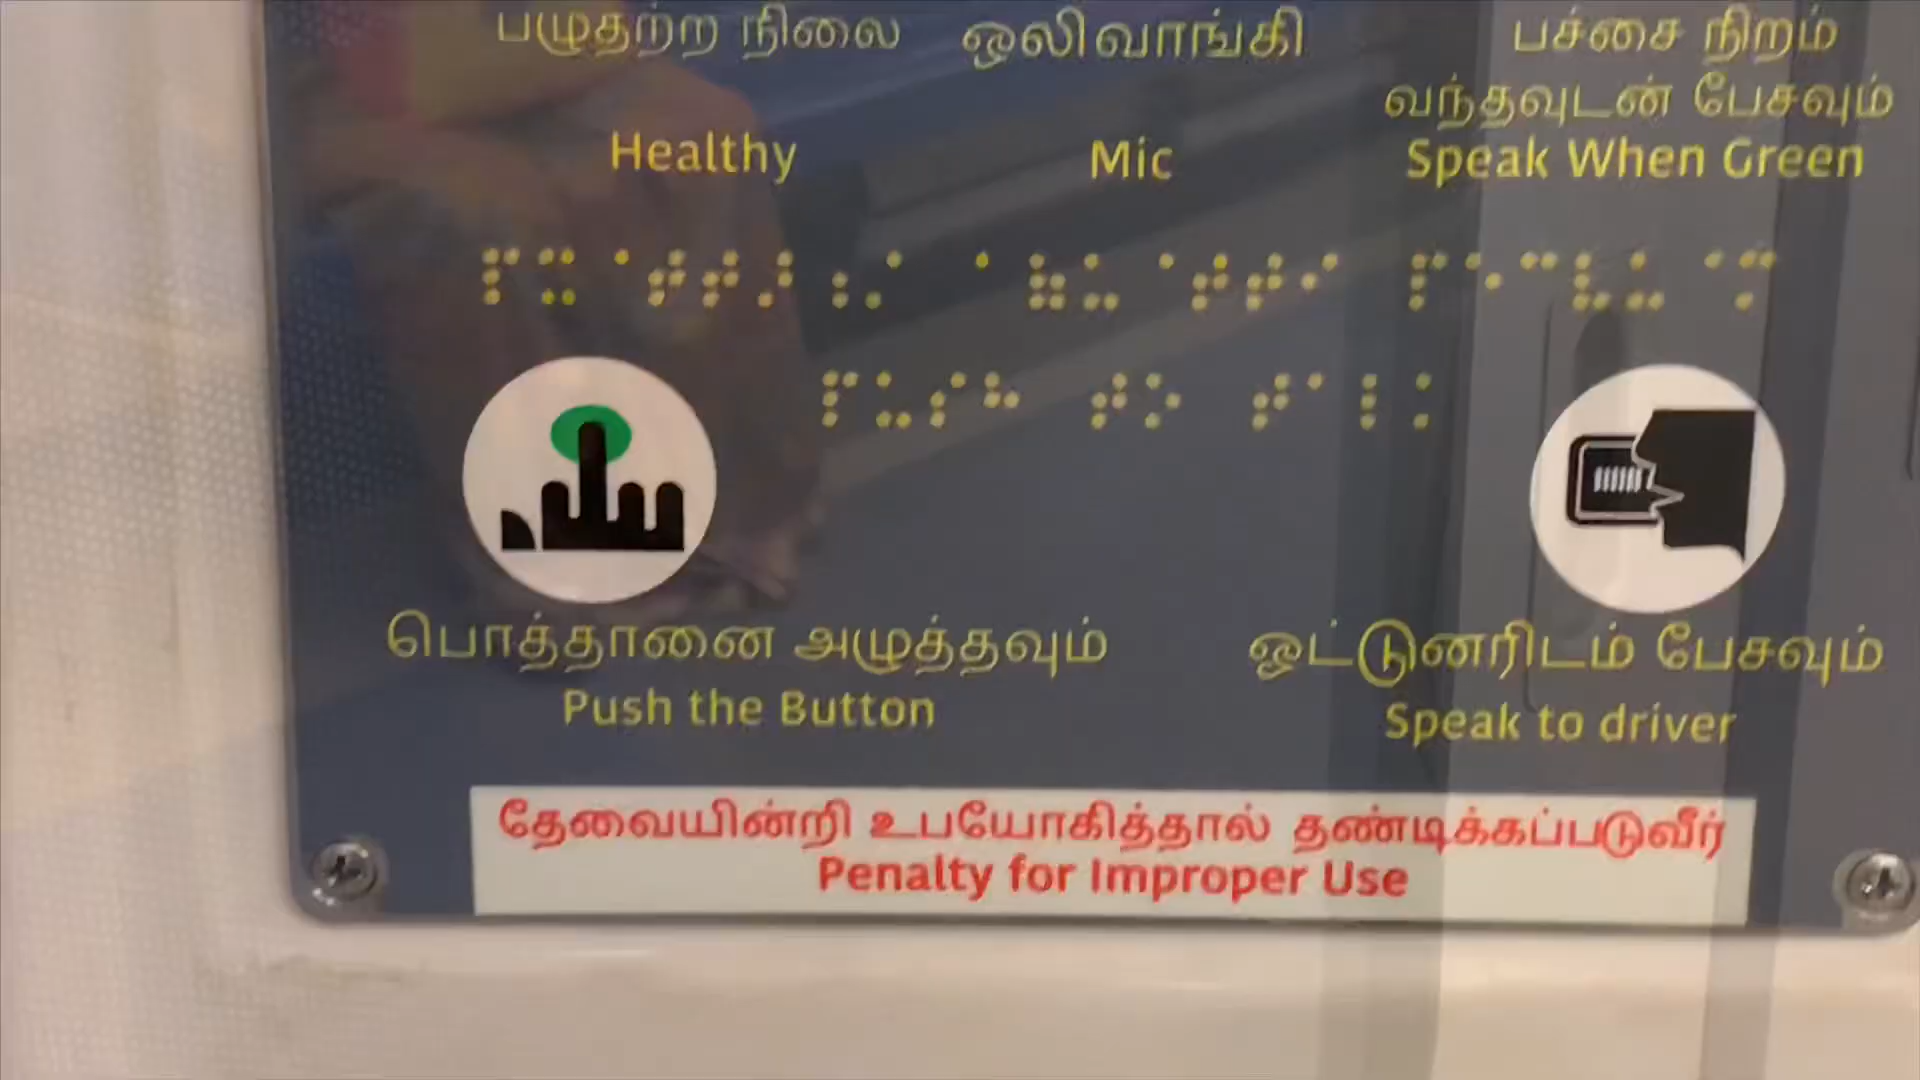 பழுதற்ற நிலை
ஒலிவாங்கி
பச்சை நிறம்
வந்தவுடன் பேசவும்
Healthy
Mic
Speak When Green
பொத்தானை அழுத்தவும்
Push the Button
ஓட்டுனரிடம் பேசவும்
Speak to driver
தேவையின்றி உபயோகித்தால் தண்டிக்கப்படுவீர்
Penalty for Improper Use